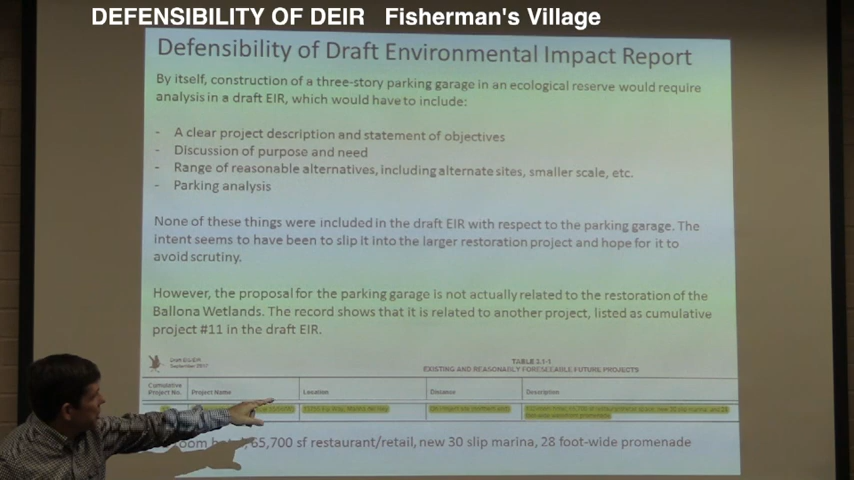 DEFENSIBILITY OF DEIR Fisherman's Village
Defensibility of Draft Environmental Impact Report
By itself, construction of a three-story parking garage in an ecological reserve would require
analysis in a draft EIR, which would have to include:
- A clear project description and statement of objectives
- Discussion of purpose and need
- Range of reasonable alternatives, including alternate sites, smaller scale, etc.
- Parking analysis
None of these things were included in the draft EIR with respect to the parking garage. The
intent seems to have been to slip it into the larger restoration project and hope for it to
avoid scrutiny.
However, the proposal for the parking garage is not actually related to the restoration of the
Ballona Wetlands. The record shows that it is related to another project, listed as cumulative
project #11 in the draft EIR.
Draft EIS/EIR
September 2017
TABLE 3.1-1
EXISTING AND REASONABLY FORESEEABLE FUTURE PROJECTS
Cumulative
Project No. Project Name Location Distance Description
65,700 sf restaurant/retail, new 30 slip marina, 28 foot-wide promenade